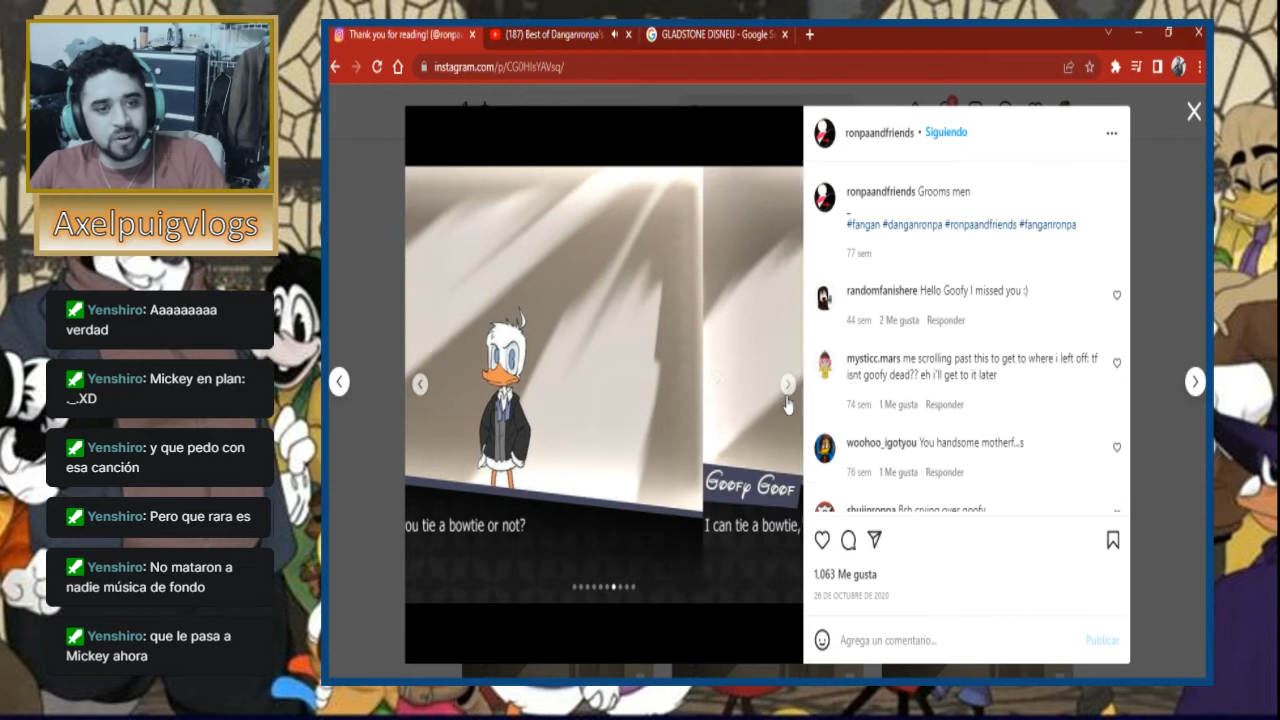 Thank you for reading! (@ronpa
(187) Best of Danganronpa's
GLADSTONE DISNEU - Google S
instagram.com/p/CG0HlsYAVsq/
Axelpuigvlogs
Yenshiro: Aaaaaaaaa
verdad
Yenshiro: Mickey en plan:
._.XD
Yenshiro: y que pedo con
esa canción
Yenshiro: Pero que rara es
Yenshiro: No mataron a
nadie música de fondo
Yenshiro: que le pasa a
Mickey ahora
ou tie a bowtie or not?
Goofy Goof
I can tie a bowtie,
ronpaandfriends • Siguiendo
ronpaandfriends Grooms men
_
#fangan #danganronpa #ronpaandfriends #fanganronpa
77 sem
randomfanishere Hello Goofy I missed you :)
44 sem 2 Me gusta Responder
mysticc.mars me scrolling past this to get to where i left off: tf
isnt goofy dead?? eh i'll get to it later
74 sem 1 Me gusta Responder
woohoo_igotyou You handsome motherf...s
76 sem 1 Me gusta Responder
shuijinronpa Brh crying over goofy
1,063 Me gusta
26 DE OCTUBRE DE 2020
Agrega un comentario...
Publicar